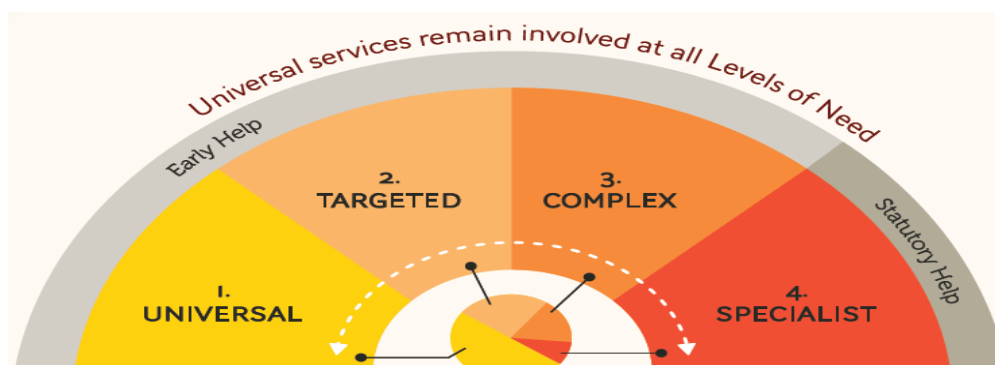 Universal services remain involved at all Levels of Need
Early Help
2.
TARGETED
3.
COMPLEX
Statutory Help
1.
UNIVERSAL
4.
SPECIALIST